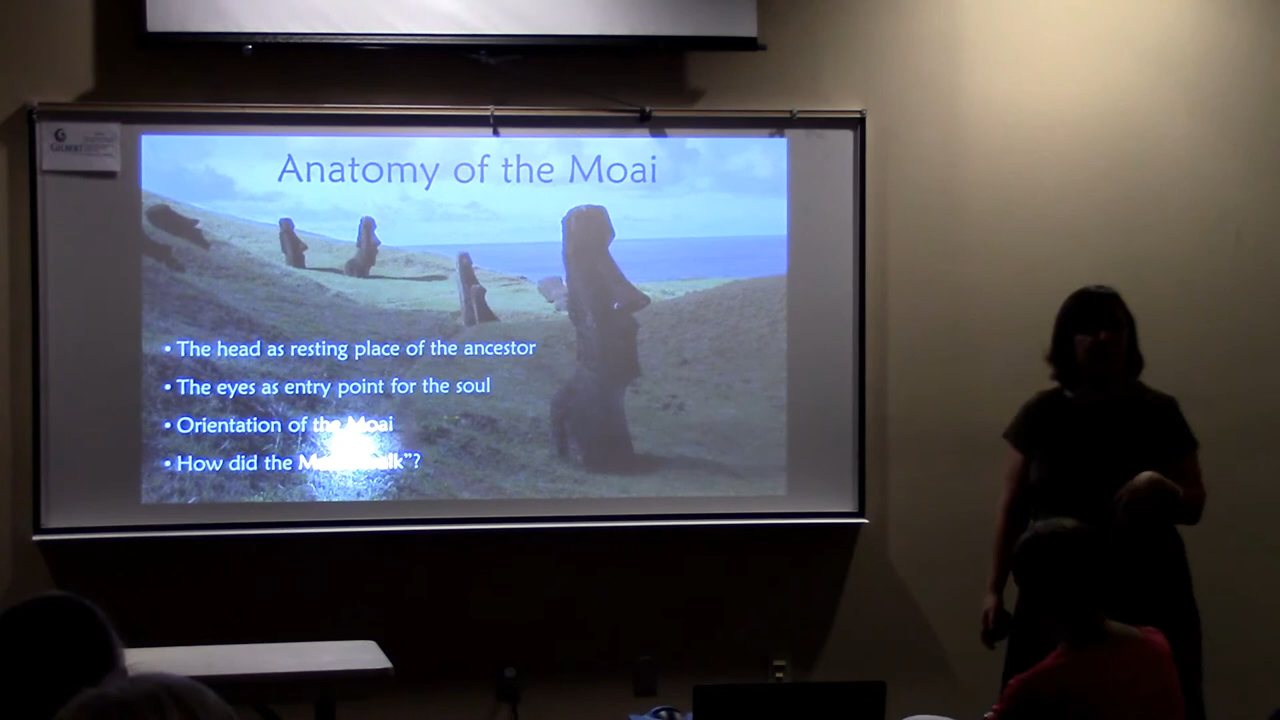 Anatomy of the Moai
• The head as resting place of the ancestor
• The eyes as entry point for the soul
• Orientation of the Moai
• How did the